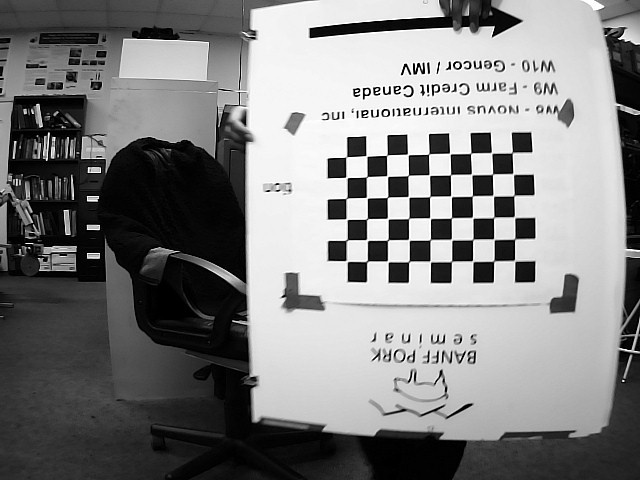 BANFF PORK
seminar
tion
W8 - Novus International, Inc
W9 - Farm Credit Canada
W10 - Gencor / IMV